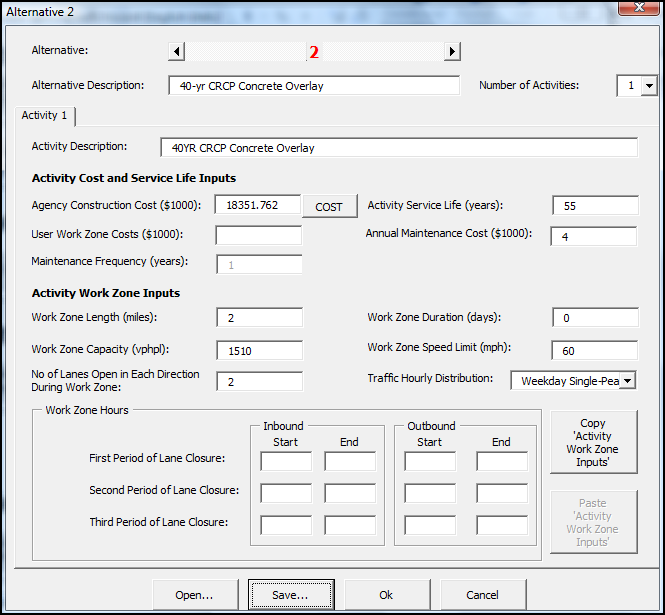 Alternative 2
Alternative:
2
Alternative Description:
40-yr CRCP Concrete Overlay
Number of Activities:
1
Activity 1
Activity Description:
40YR CRCP Concrete Overlay
Activity Cost and Service Life Inputs
Agency Construction Cost ($1000):
18351.762
COST
Activity Service Life (years):
55
User Work Zone Costs ($1000):
Annual Maintenance Cost ($1000):
4
Maintenance Frequency (years):
1
Activity Work Zone Inputs
Work Zone Length (miles):
2
Work Zone Duration (days):
0
Work Zone Capacity (vphpl):
1510
Work Zone Speed Limit (mph):
60
No of Lanes Open in Each Direction
During Work Zone:
2
Traffic Hourly Distribution:
Weekday Single-Pea
Work Zone Hours
Inbound
Outbound
Start
End
Start
End
First Period of Lane Closure:
Second Period of Lane Closure:
Third Period of Lane Closure:
Copy
'Activity
Work Zone
Inputs'
Paste
'Activity
Work Zone
Inputs'
Open...
Save...
Ok
Cancel